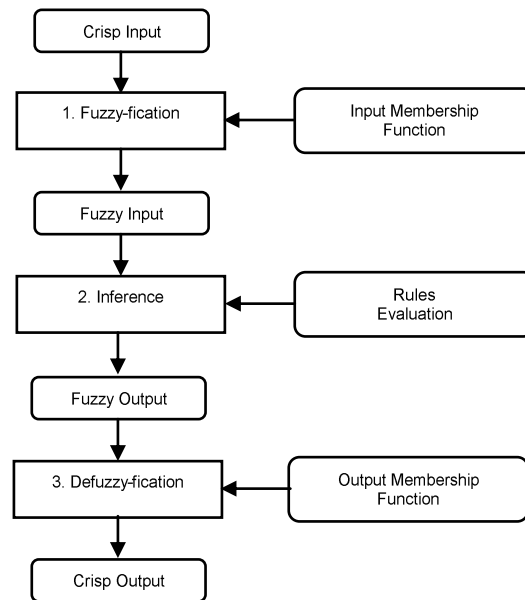 Crisp Input
1. Fuzzy-fication
Input Membership
Function
Fuzzy Input
2. Inference
Rules
Evaluation
Fuzzy Output
3. Defuzzy-fication
Output Membership
Function
Crisp Output